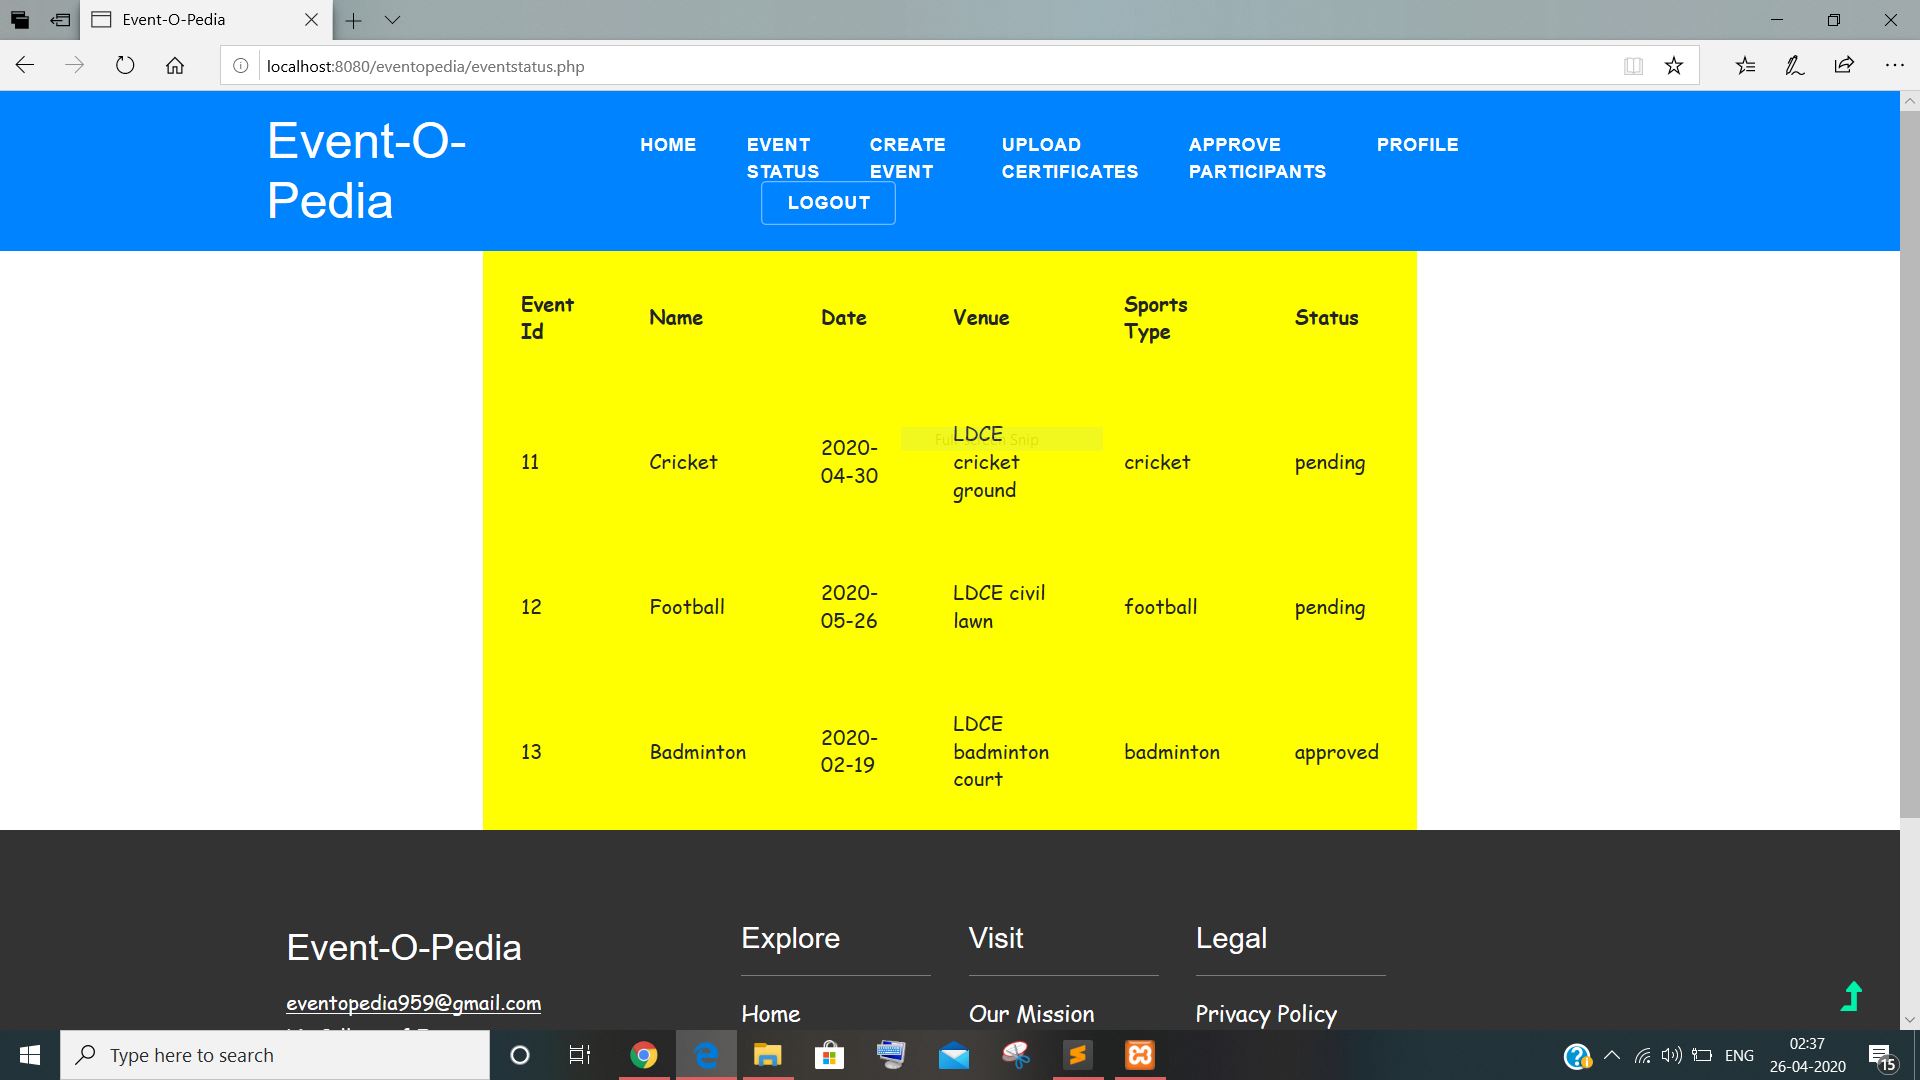 Event-O-Pedia
localhost:8080/eventopedia/eventstatus.php
Event-O-
Pedia
HOME
EVENT
STATUS
CREATE
EVENT
UPLOAD
CERTIFICATES
APPROVE
PARTICIPANTS
PROFILE
LOGOUT
Event
Id
Name
Date
Venue
Sports
Type
Status
11
Cricket
2020-
04-30
LDCE
cricket
ground
cricket
pending
12
Football
2020-
05-26
LDCE civil
lawn
football
pending
13
Badminton
2020-
02-19
LDCE
badminton
court
badminton
approved
Event-O-Pedia
eventopedia959@gmail.com
Explore
Home
Visit
Our Mission
Legal
Privacy Policy
Type here to search
ENG
02:37
26-04-2020
15